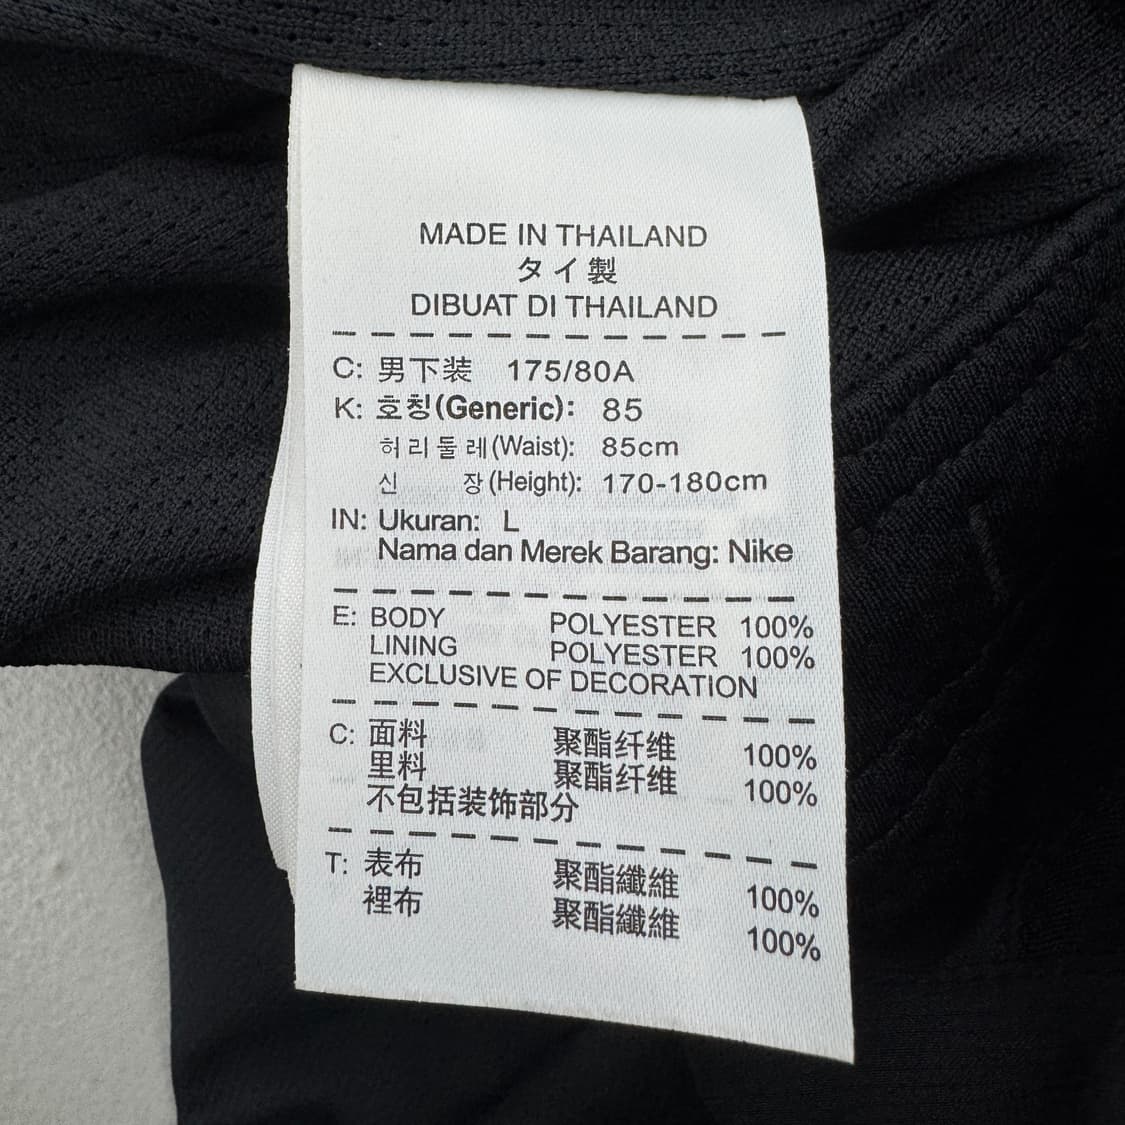 MADE IN THAILAND
タイ製
DIBUAT DI THAILAND
C: 男下装 175/80A
K: 호칭(Generic): 85
허리둘레(Waist): 85cm
신 장(Height): 170-180cm
IN: Ukuran: L
Nama dan Merek Barang: Nike
E: BODY POLYESTER 100%
LINING POLYESTER 100%
EXCLUSIVE OF DECORATION
C: 面料 聚酯纤维 100%
里料 聚酯纤维 100%
不包括装饰部分
T: 表布 聚酯纖維 100%
裡布 聚酯纖維 100%